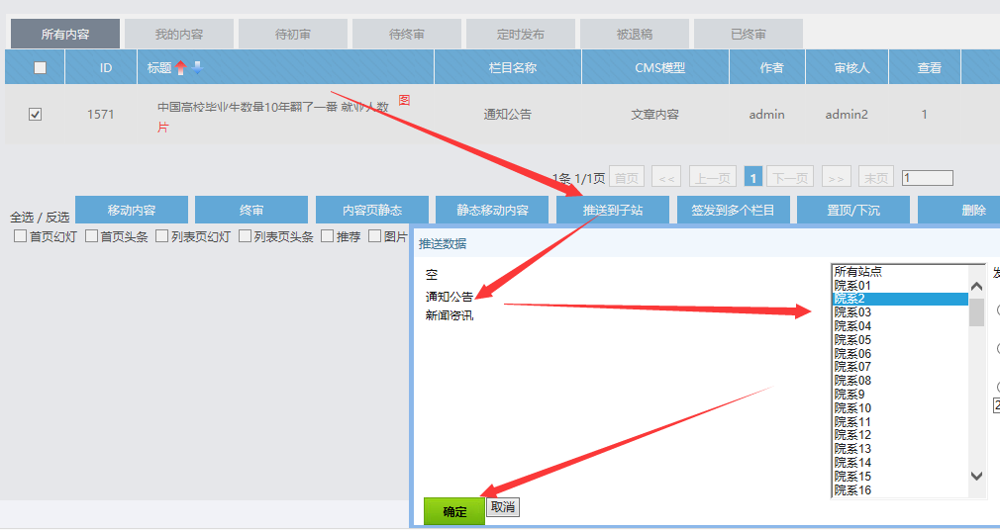 所有内容 我的内容 待初审 待终审 定时发布 被退稿 已终审
ID 标题 栏目名称 CMS模型 作者 审核人 查看
1571 中国高校毕业生数量10年翻了一番 就业人数 图 通知公告 文章内容 admin admin2 1
片
1条 1/1页 首页 << 上一页 1 下一页 >> 末页 1
全选 / 反选 移动内容 终审 内容页静态 静态移动内容 推送到子站 签发到多个栏目 置顶/下沉 删除
首页幻灯 首页头条 列表页幻灯 列表页头条 推荐 图片
推送数据
空
通知公告
新闻资讯
所有站点
院系01
院系2
院系03
院系04
院系05
院系06
院系07
院系08
院系9
院系10
院系11
院系12
院系13
院系14
院系15
院系16
确定 取消